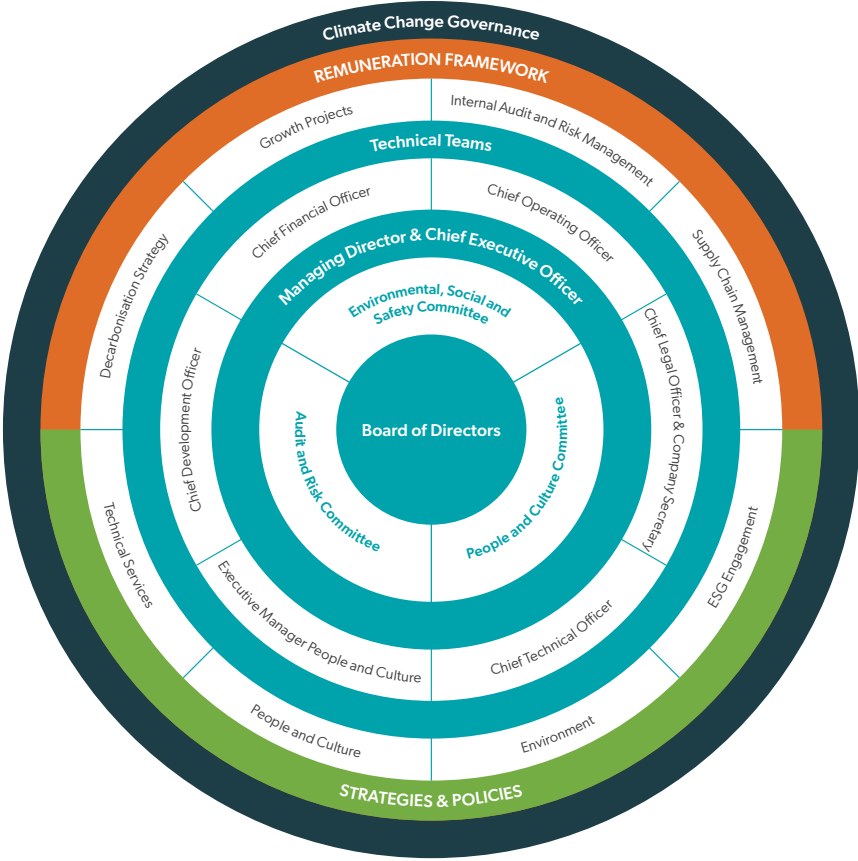 Climate Change Governance
REMUNERATION FRAMEWORK
Growth Projects
Internal Audit and Risk Management
Supply Chain Management
ESG Engagement
Environment
People and Culture
Technical Services
Decarbonisation Strategy
Technical Teams
Chief Financial Officer
Chief Operating Officer
Chief Legal Officer & Company Secretary
Chief Technical Officer
Executive Manager People and Culture
Chief Development Officer
Managing Director & Chief Executive Officer
Environmental, Social and
Safety Committee
People and Culture Committee
Audit and Risk Committee
Board of Directors
STRATEGIES & POLICIES